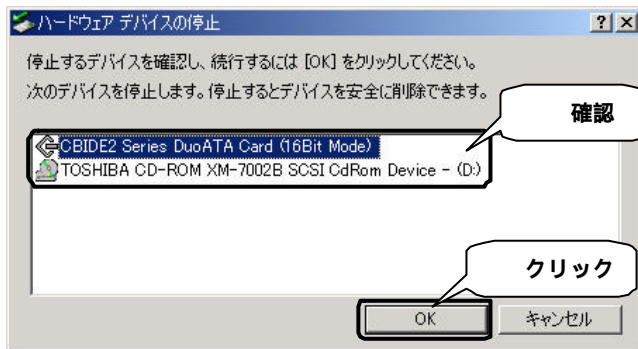 ハードウェア デバイスの停止
停止するデバイスを確認し、続行するには [OK] をクリックしてください。
次のデバイスを停止します。停止するとデバイスを安全に削除できます。
確認
CBIDE2 Series DuoATA Card (16Bit Mode)
TOSHIBA CD-ROM XM-7002B SCSI CdRom Device - (D:)
クリック
OK
キャンセル